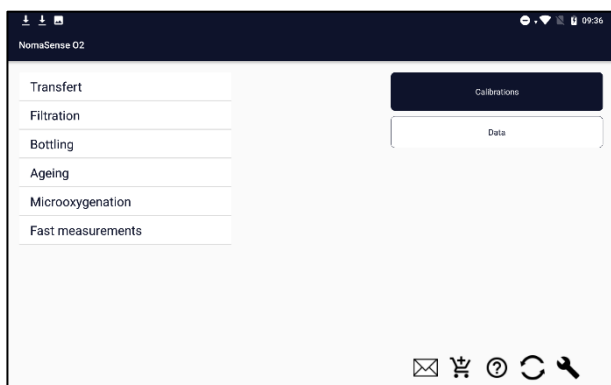 09:36
NomaSense O2
Transfert
Filtration
Bottling
Ageing
Microoxygenation
Fast measurements
Calibrations
Data